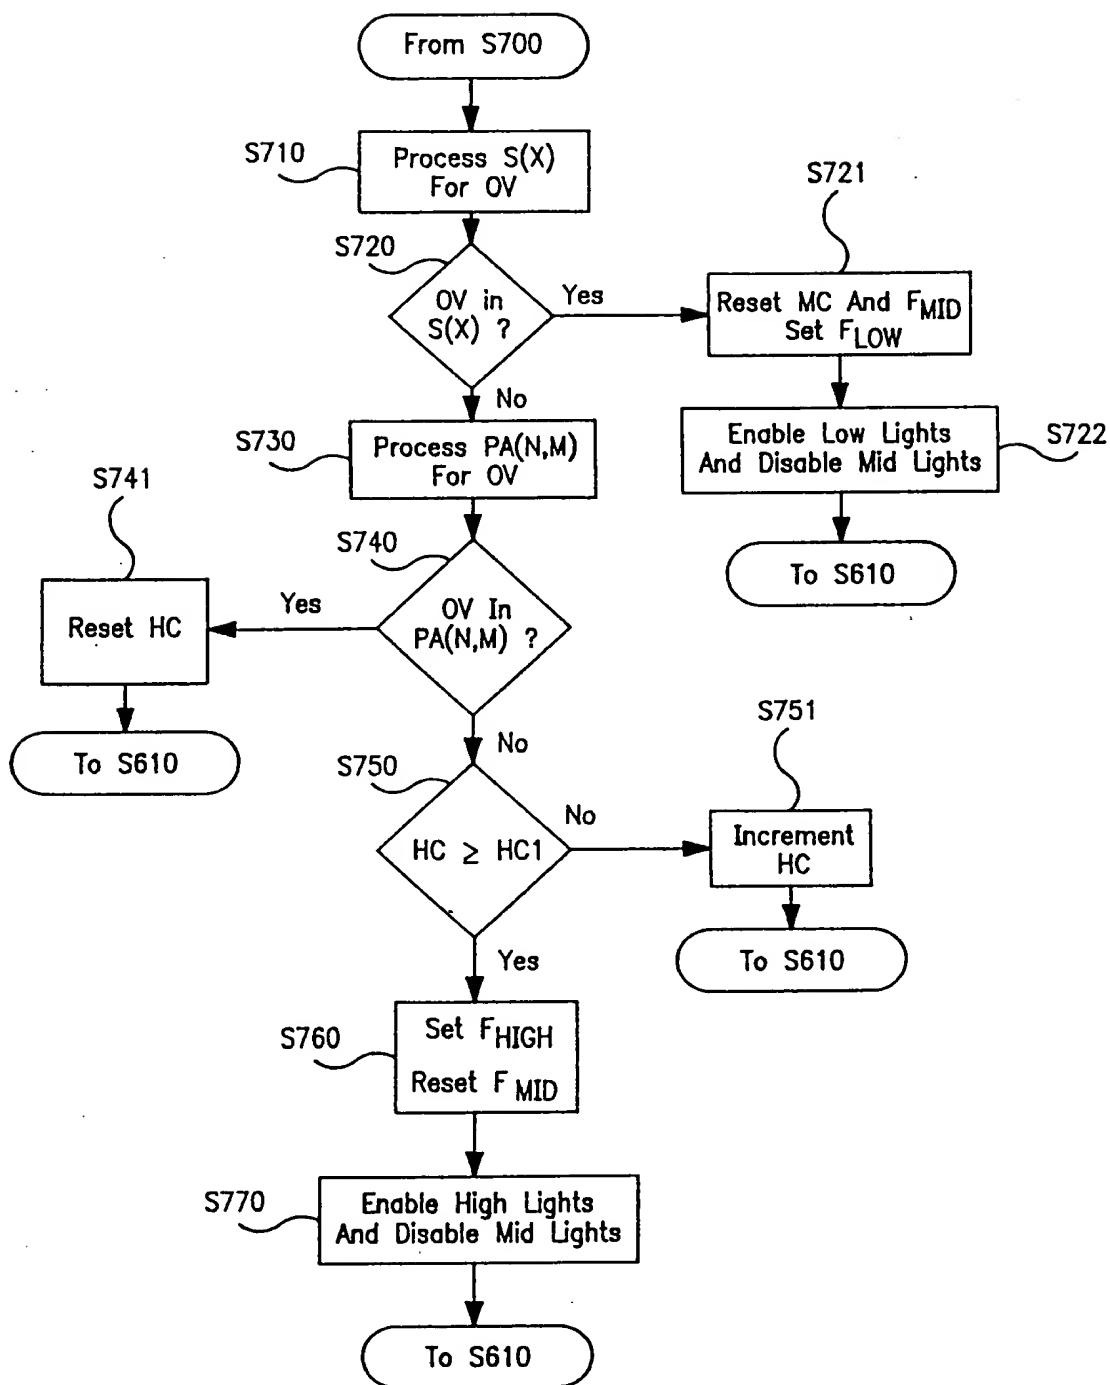 From S700
S710
Process S(X)
For OV
S720
OV in
S(X) ?
Yes
S721
Reset MC And FMID
Set FLOW
No
S730
Process PA(N,M)
For OV
Enable Low Lights
And Disable Mid Lights
S722
To S610
S741
S740
OV In
PA(N,M) ?
Yes
Reset HC
To S610
No
S750
HC ≥ HC1
No
S751
Increment
HC
To S610
Yes
S760
Set FHIGH
Reset F MID
S770
Enable High Lights
And Disable Mid Lights
To S610